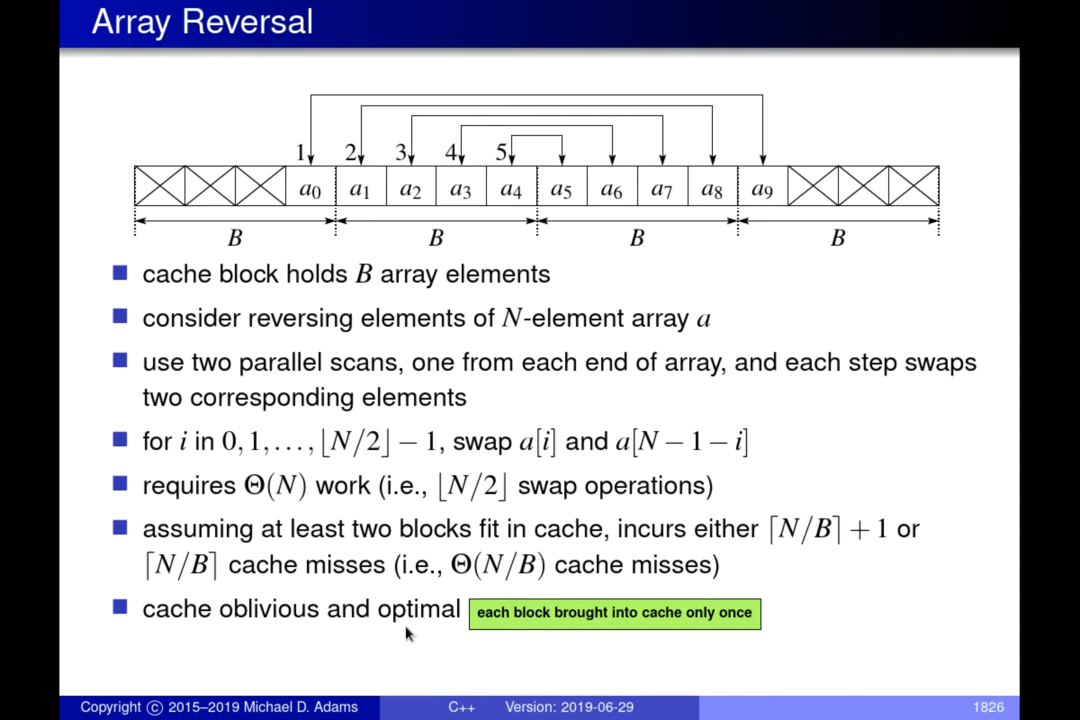 Array Reversal
1 2 3 4 5
a0 a1 a2 a3 a4 a5 a6 a7 a8 a9
B B B B
cache block holds B array elements
consider reversing elements of N-element array a
use two parallel scans, one from each end of array, and each step swaps
two corresponding elements
for i in 0, 1, . . . , ⌊N/2⌋ − 1, swap a[i] and a[N − 1 − i]
requires Θ(N) work (i.e., ⌊N/2⌋ swap operations)
assuming at least two blocks fit in cache, incurs either ⌈N/B⌉ + 1 or
⌈N/B⌉ cache misses (i.e., Θ(N/B) cache misses)
cache oblivious and optimal each block brought into cache only once
Copyright © 2015–2019 Michael D. Adams C++ Version: 2019-06-29 1826